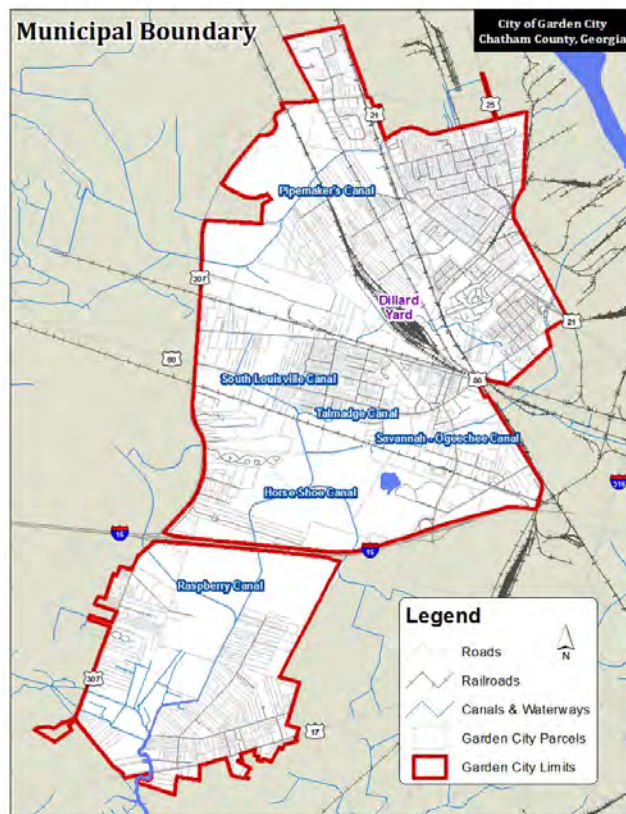 Municipal Boundary
City of Garden City
Chatham County, Georgia
21
25
Pipemaker's Canal
307
Dillard
Yard
21
80
80
South Louisville Canal
Talmadge Canal
Savannah - Ogeechee Canal
516
Horse Shoe Canal
16
16
Raspberry Canal
307
17
Legend
N
Roads
Railroads
Canals & Waterways
Garden City Parcels
Garden City Limits